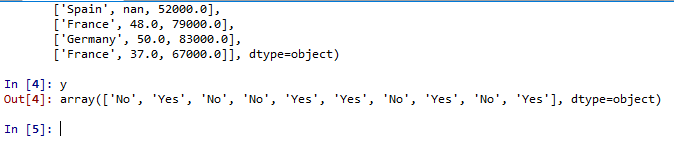 ['Spain', nan, 52000.0],
['France', 48.0, 79000.0],
['Germany', 50.0, 83000.0],
['France', 37.0, 67000.0]], dtype=object)
In [4]: y
Out[4]: array(['No', 'Yes', 'No', 'No', 'Yes', 'Yes', 'No', 'Yes', 'No', 'Yes'], dtype=object)
In [5]: